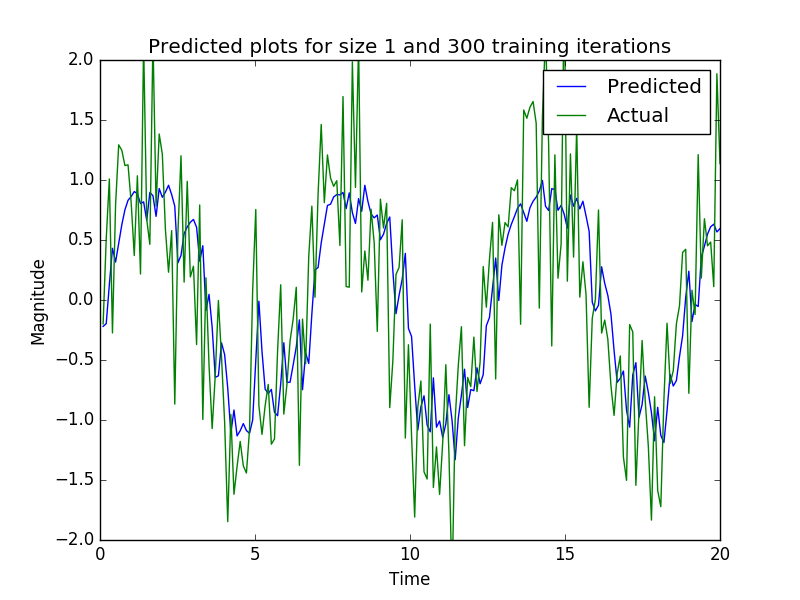 Predicted plots for size 1 and 300 training iterations
Predicted
Actual
2.0
1.5
1.0
0.5
0.0
−0.5
−1.0
−1.5
−2.0
Magnitude
0 5 10 15 20
Time